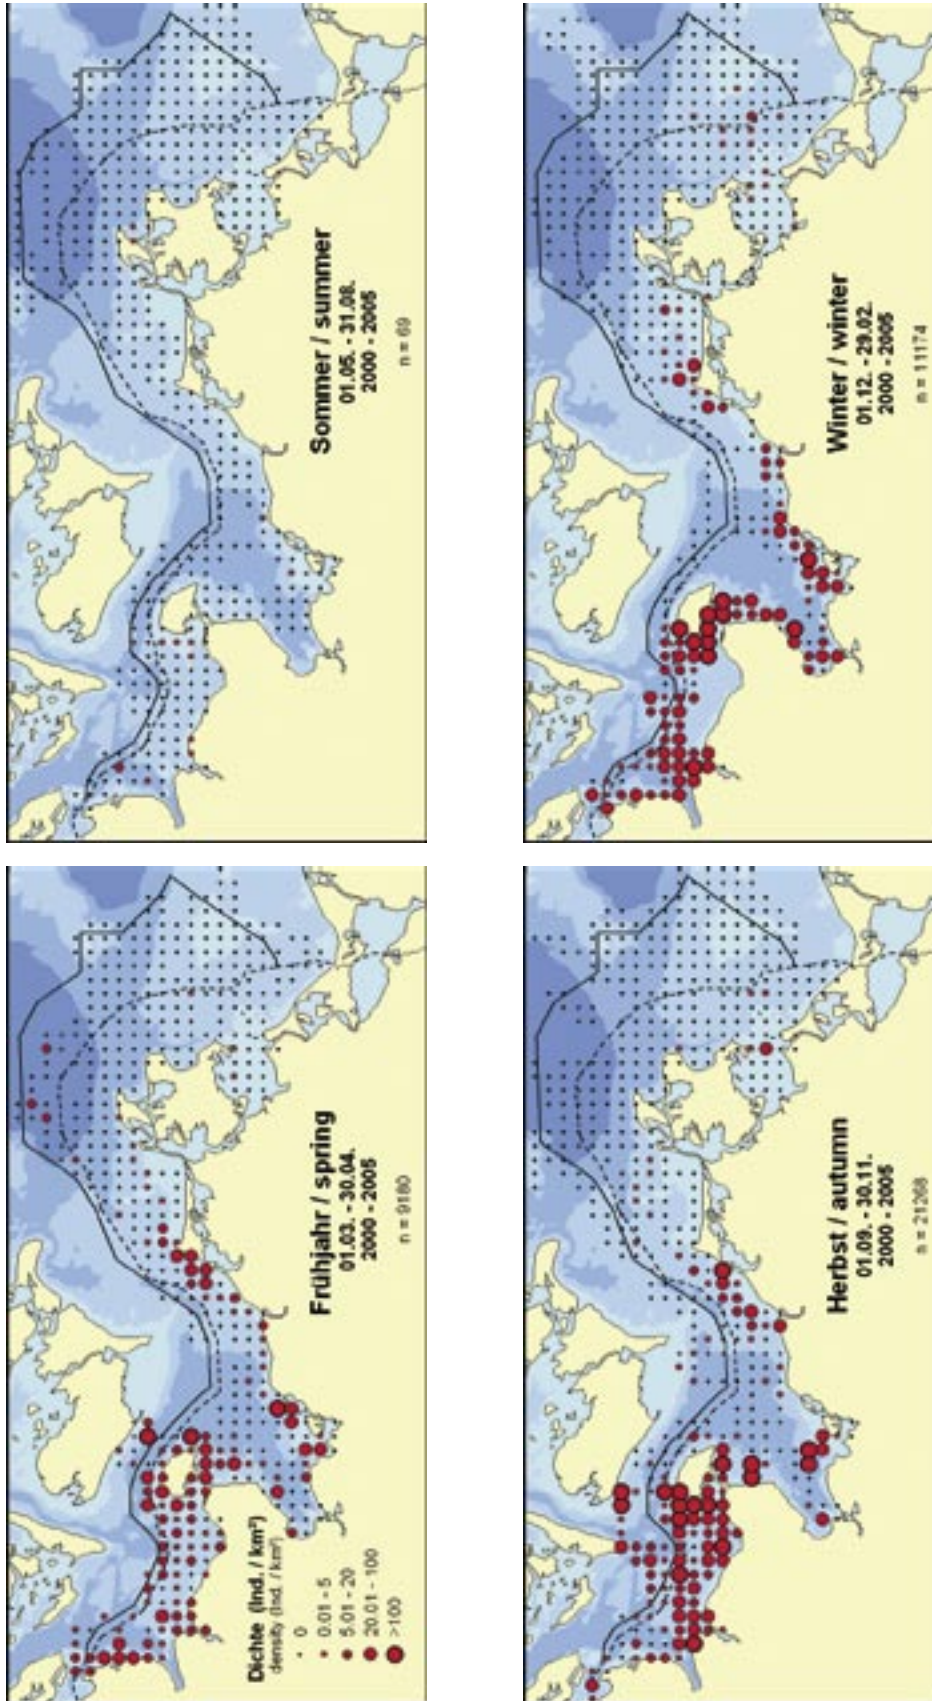 Frühjahr / spring
01.03. - 30.04.
2000 - 2005
n = 9180
Dichte (Ind. / km²)
density (Ind. / km²)
0
0.01 - 5
5.01 - 20
20.01 - 100
>100
Sommer / summer
01.05. - 31.08.
2000 - 2005
n = 69
Herbst / autumn
01.09. - 30.11.
2000 - 2005
n = 21268
Winter / winter
01.12. - 29.02.
2000 - 2005
n = 11174